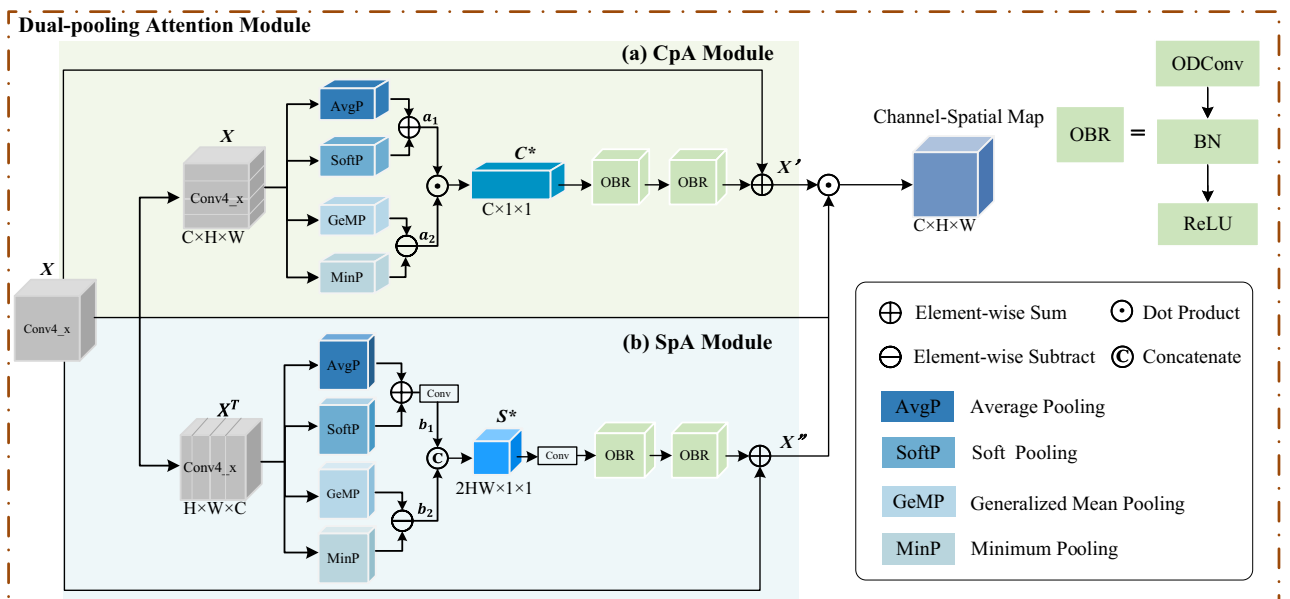 Dual-pooling Attention Module
(a) CpA Module
X
Conv4_x
C×H×W
AvgP
SoftP
GeMP
MinP
a₁
a₂
C*
C×1×1
OBR
OBR
X′
Channel-Spatial Map
C×H×W
OBR
=
ODConv
BN
ReLU
X
Conv4_x
(b) SpA Module
Xᵀ
Conv4_x
H×W×C
AvgP
SoftP
GeMP
MinP
Conv
b₁
C
b₂
S*
2HW×1×1
Conv
OBR
OBR
X″
Element-wise Sum
Dot Product
Element-wise Subtract
C Concatenate
AvgP Average Pooling
SoftP Soft Pooling
GeMP Generalized Mean Pooling
MinP Minimum Pooling